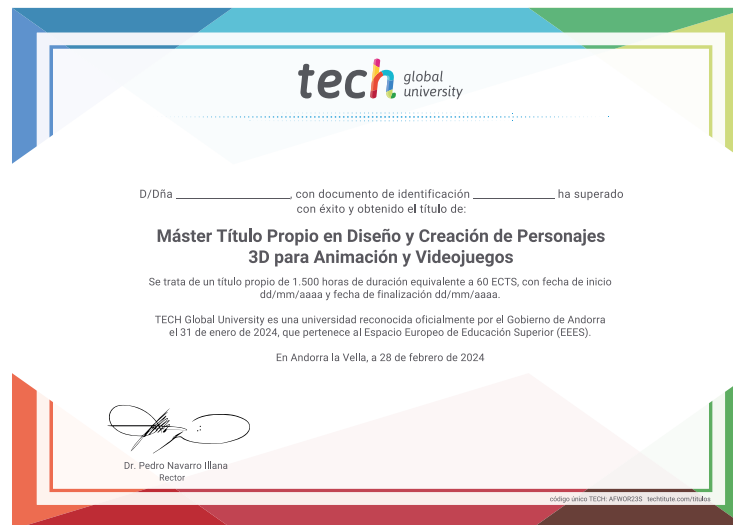 tech global university
D/Dña ____________________, con documento de identificación ______________ ha superado
con éxito y obtenido el título de:
Máster Título Propio en Diseño y Creación de Personajes
3D para Animación y Videojuegos
Se trata de un título propio de 1.500 horas de duración equivalente a 60 ECTS, con fecha de inicio
dd/mm/aaaa y fecha de finalización dd/mm/aaaa.
TECH Global University es una universidad reconocida oficialmente por el Gobierno de Andorra
el 31 de enero de 2024, que pertenece al Espacio Europeo de Educación Superior (EEES).
En Andorra la Vella, a 28 de febrero de 2024
Dr. Pedro Navarro Illana
Rector
código único TECH: AFWOR23S techtitute.com/titulos